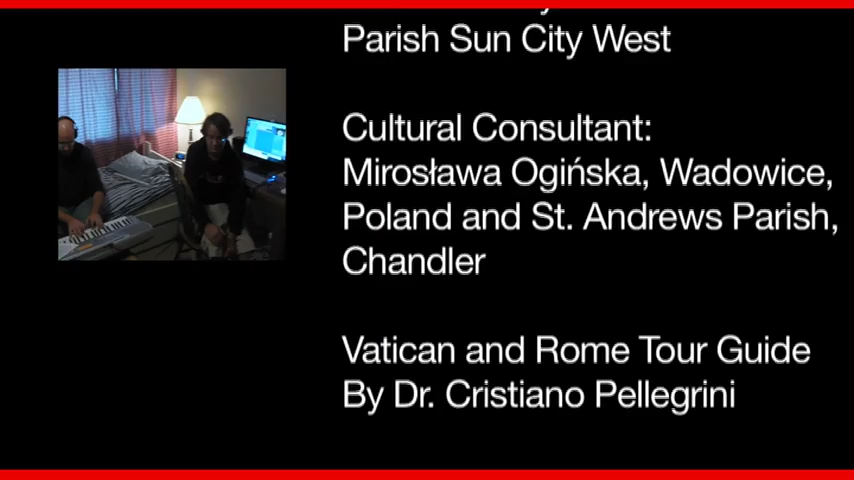 Parish Sun City West
Cultural Consultant:
Mirosława Ogińska, Wadowice,
Poland and St. Andrews Parish,
Chandler
Vatican and Rome Tour Guide
By Dr. Cristiano Pellegrini